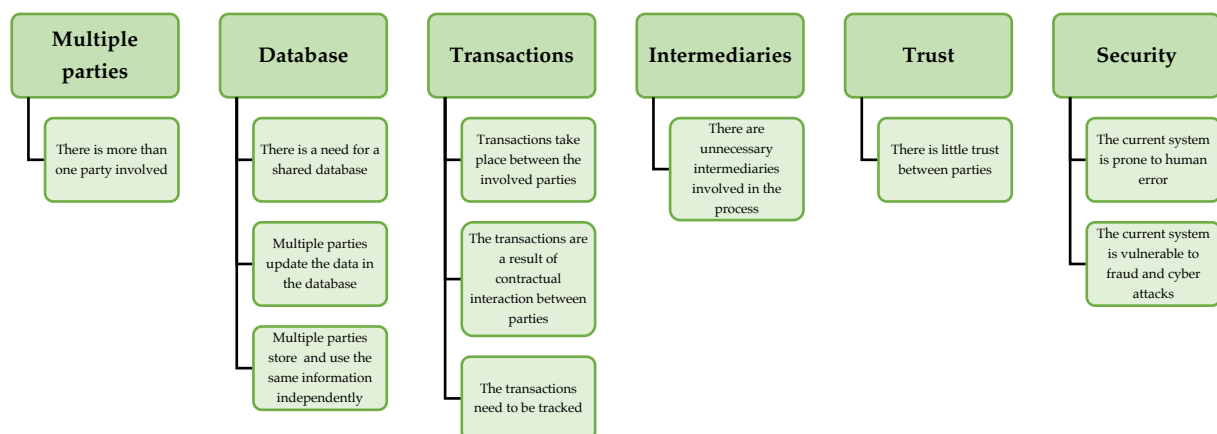 Multiple
parties
There is more than
one party involved
Database
There is a need for a
shared database
Multiple parties
update the data in
the database
Multiple parties
store and use the
same information
independently
Transactions
Transactions take
place between the
involved parties
The transactions are
a result of
contractual
interaction between
parties
The transactions
need to be tracked
Intermediaries
There are
unnecessary
intermediaries
involved in the
process
Trust
There is little trust
between parties
Security
The current system
is prone to human
error
The current system
is vulnerable to
fraud and cyber
attacks